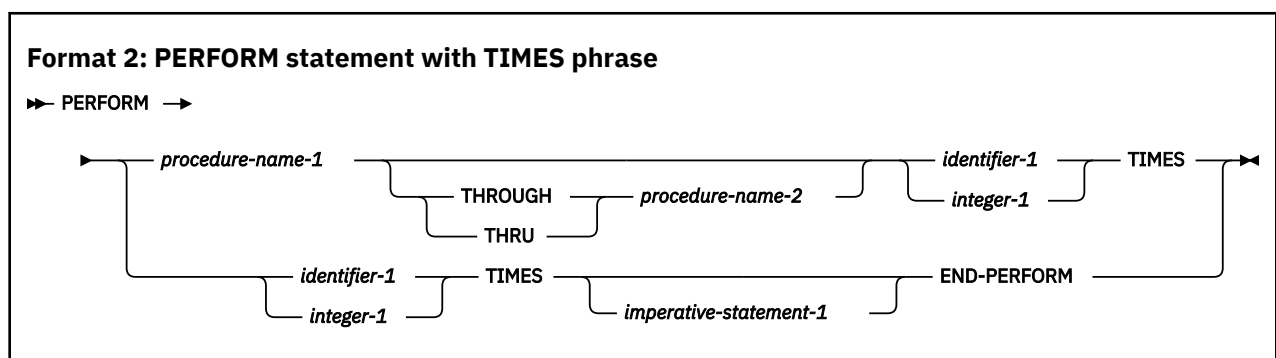 Format 2: PERFORM statement with TIMES phrase
PERFORM
procedure-name-1 identifier-1 TIMES
THROUGH procedure-name-2 integer-1
THRU
identifier-1 TIMES END-PERFORM
integer-1 imperative-statement-1